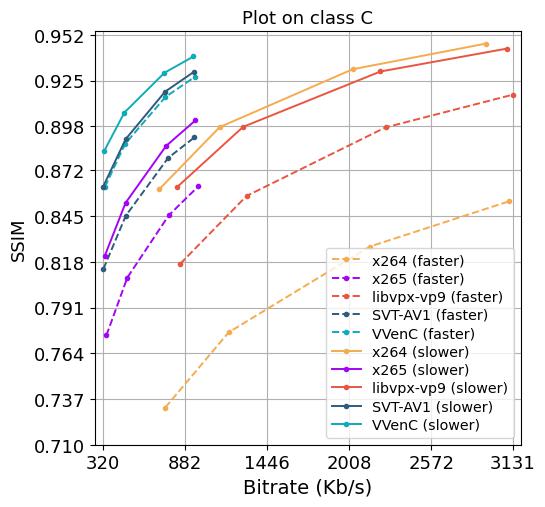 Plot on class C
0.952
0.925
0.898
0.872
0.845
0.818
0.791
0.764
0.737
0.710
SSIM
x264 (faster)
x265 (faster)
libvpx-vp9 (faster)
SVT-AV1 (faster)
VVenC (faster)
x264 (slower)
x265 (slower)
libvpx-vp9 (slower)
SVT-AV1 (slower)
VVenC (slower)
320 882 1446 2008 2572 3131
Bitrate (Kb/s)